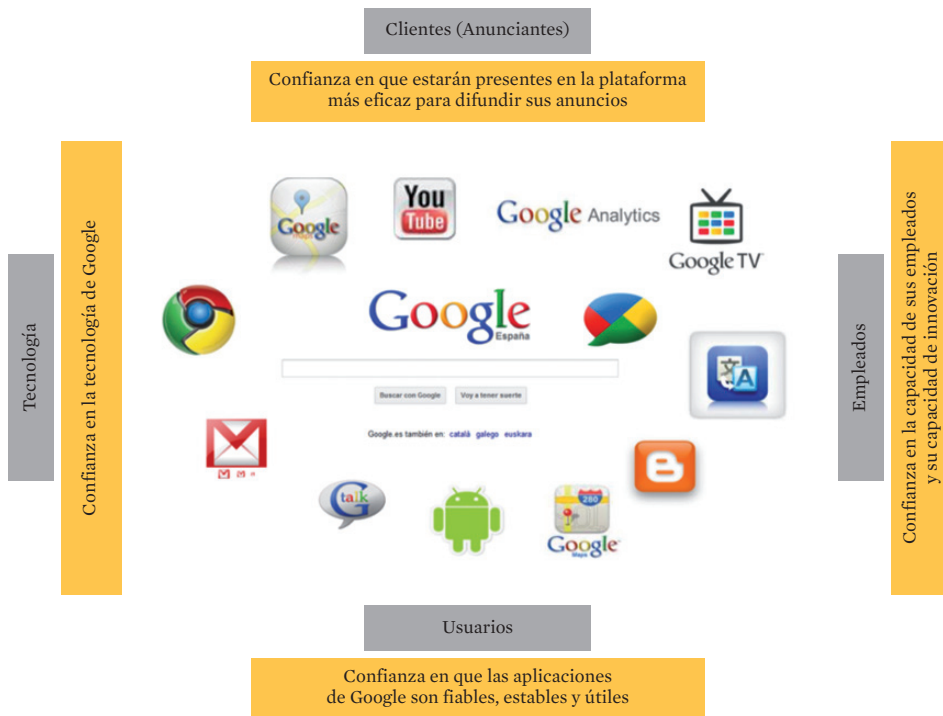 Clientes (Anunciantes)
Confianza en que estarán presentes en la plataforma
más eficaz para difundir sus anuncios
Tecnología
Confianza en la tecnología de Google
Google
You
Tube
Google Analytics
Google TV
Google
España
Buscar con Google
Voy a tener suerte
Google.es también en: català galego euskara
talk
280
Google
Maps
Empleados
Confianza en la capacidad de sus empleados
y su capacidad de innovación
Usuarios
Confianza en que las aplicaciones
de Google son fiables, estables y útiles